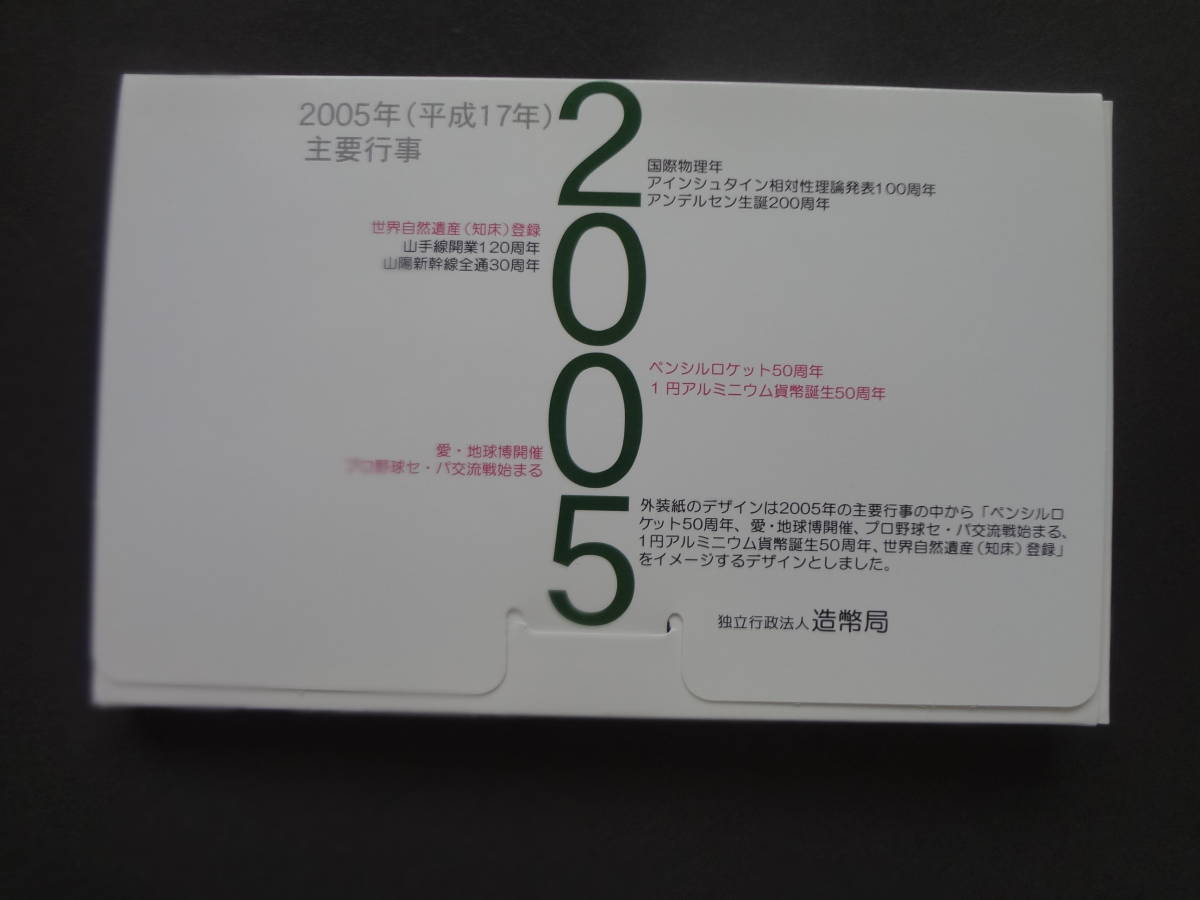 2005年（平成17年）
主要行事
2005
国際物理年
アインシュタイン相対性理論発表100周年
アンデルセン生誕200周年
世界自然遺産（知床）登録
山手線開業120周年
山陽新幹線全通30周年
ペンシルロケット50周年
1円アルミニウム貨幣誕生50周年
愛・地球博開催
プロ野球セ・パ交流戦始まる
外装紙のデザインは2005年の主要行事の中から「ペンシルロ
ケット50周年、愛・地球博開催、プロ野球セ・パ交流戦始まる、
1円アルミニウム貨幣誕生50周年、世界自然遺産（知床）登録」
をイメージするデザインとしました。
独立行政法人 造幣局